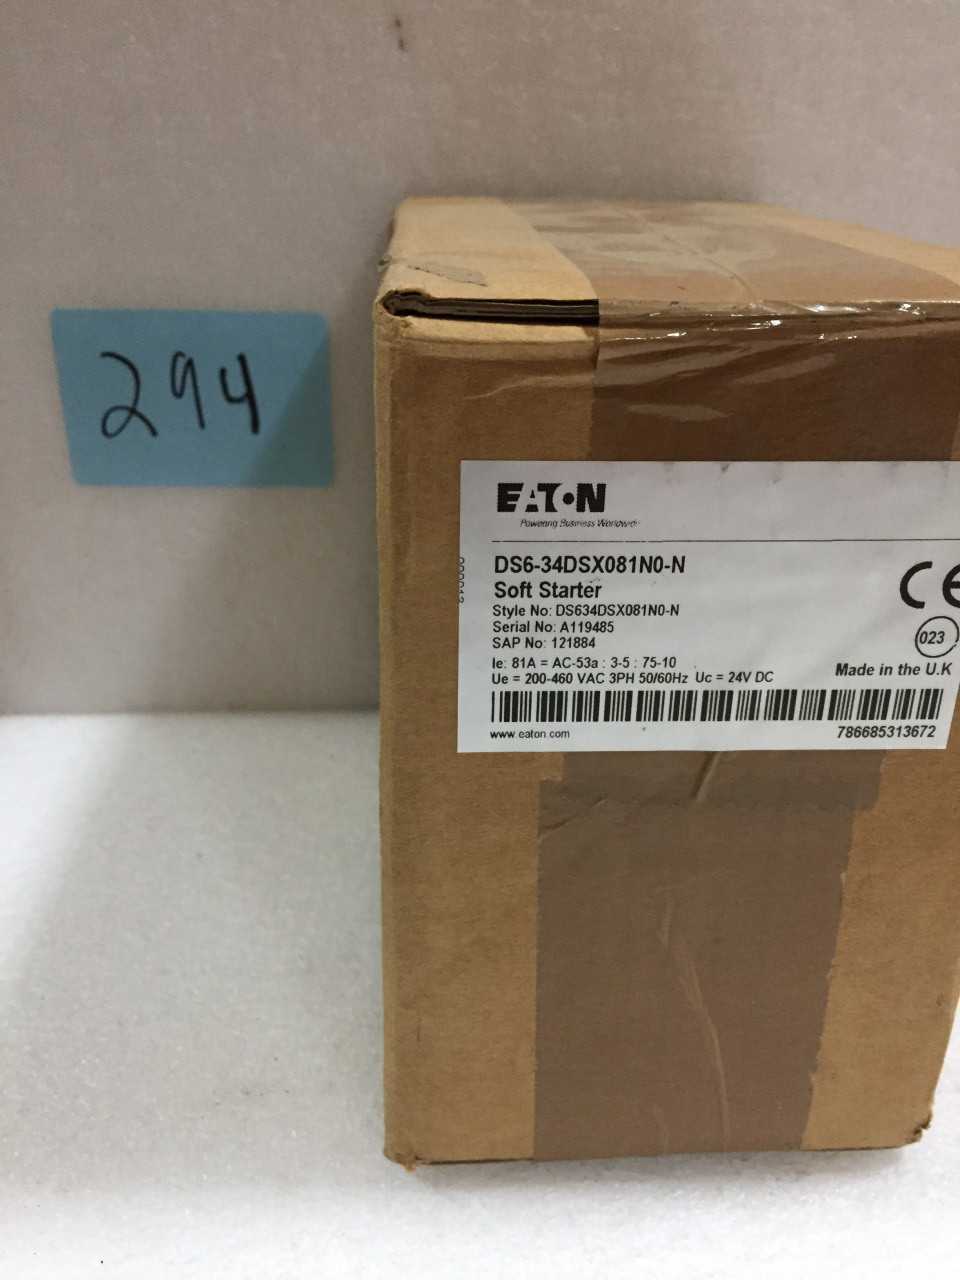 294
EATON
Powering Business Worldwide
DS6-34DSX081N0-N
Soft Starter
Style No: DS634DSX081N0-N
Serial No: A119485
SAP No: 121884
Ie: 81A = AC-53a : 3-5 : 75-10
Ue = 200-460 VAC 3PH 50/60Hz Uc = 24V DC
CE
023
Made in the U.K
www.eaton.com
786685313672